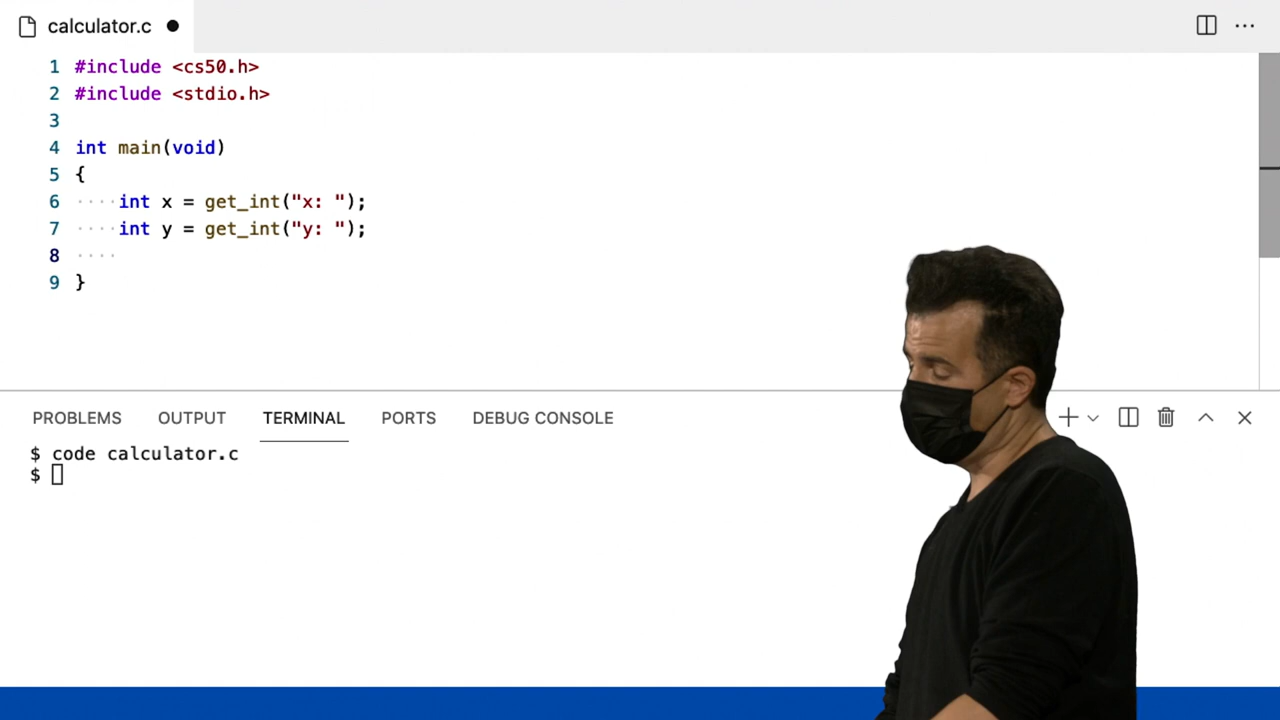 calculator.c
1 #include <cs50.h>
2 #include <stdio.h>
3
4 int main(void)
5 {
6 ····int x = get_int("x: ");
7 ····int y = get_int("y: ");
8 ····
9 }
PROBLEMS OUTPUT TERMINAL PORTS DEBUG CONSOLE
$ code calculator.c
$